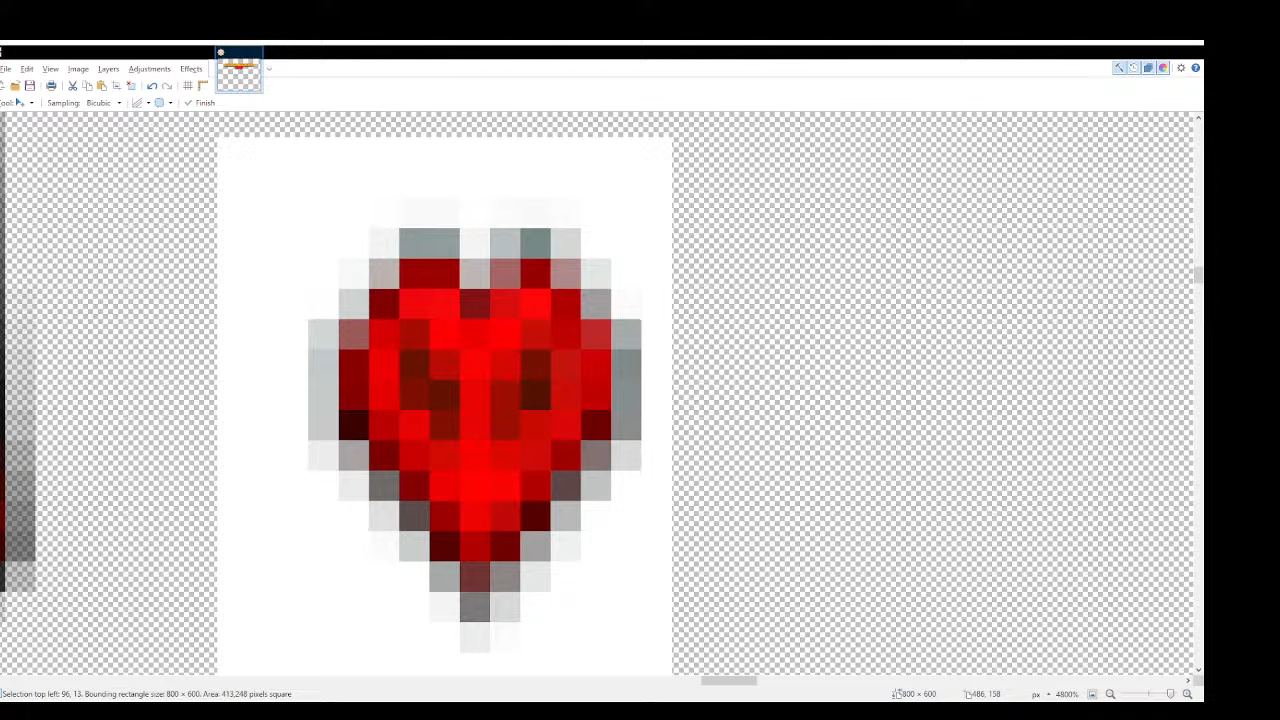 File Edit View Image Layers Adjustments Effects
Tool: Sampling: Bicubic Finish
Selection top left: 96, 13. Bounding rectangle size: 800 × 600. Area: 413,248 pixels square 800 × 600 486, 158 px 4800%